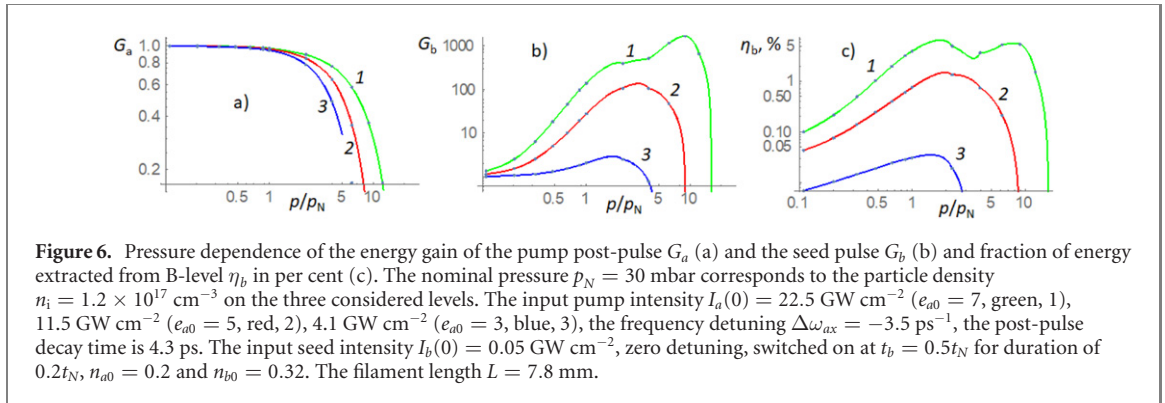 G_a
1.0
0.8
0.6
0.4
0.2
a)
1
2
3
0.5 1 5 10
p/p_N
G_b
1000
100
10
b)
1
2
3
0.5 1 5 10
p/p_N
η_b, %
5
1
0.50
0.10
0.05
c)
1
2
3
0.1 0.5 1 5 10
p/p_N
Figure 6. Pressure dependence of the energy gain of the pump post-pulse G_a (a) and the seed pulse G_b (b) and fraction of energy
extracted from B-level η_b in per cent (c). The nominal pressure p_N = 30 mbar corresponds to the particle density
n_i = 1.2 × 10^17 cm^−3 on the three considered levels. The input pump intensity I_a(0) = 22.5 GW cm^−2 (e_a0 = 7, green, 1),
11.5 GW cm^−2 (e_a0 = 5, red, 2), 4.1 GW cm^−2 (e_a0 = 3, blue, 3), the frequency detuning Δω_ax = −3.5 ps^−1, the post-pulse
decay time is 4.3 ps. The input seed intensity I_b(0) = 0.05 GW cm^−2, zero detuning, switched on at t_b = 0.5t_N for duration of
0.2t_N, n_a0 = 0.2 and n_b0 = 0.32. The filament length L = 7.8 mm.